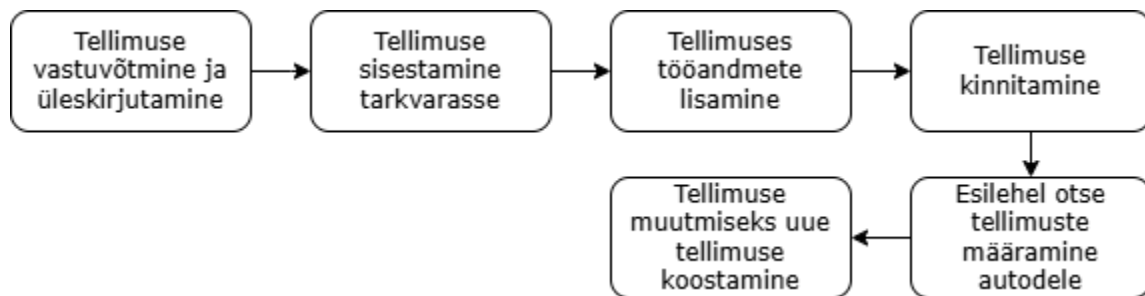 Tellimuse
vastuvõtmine ja
üleskirjutamine
Tellimuse
sisestamine
tarkvarasse
Tellimuses
tööandmete
lisamine
Tellimuse
kinnitamine
Esilehel otse
tellimuste
määramine
autodele
Tellimuse
muutmiseks uue
tellimuse
koostamine